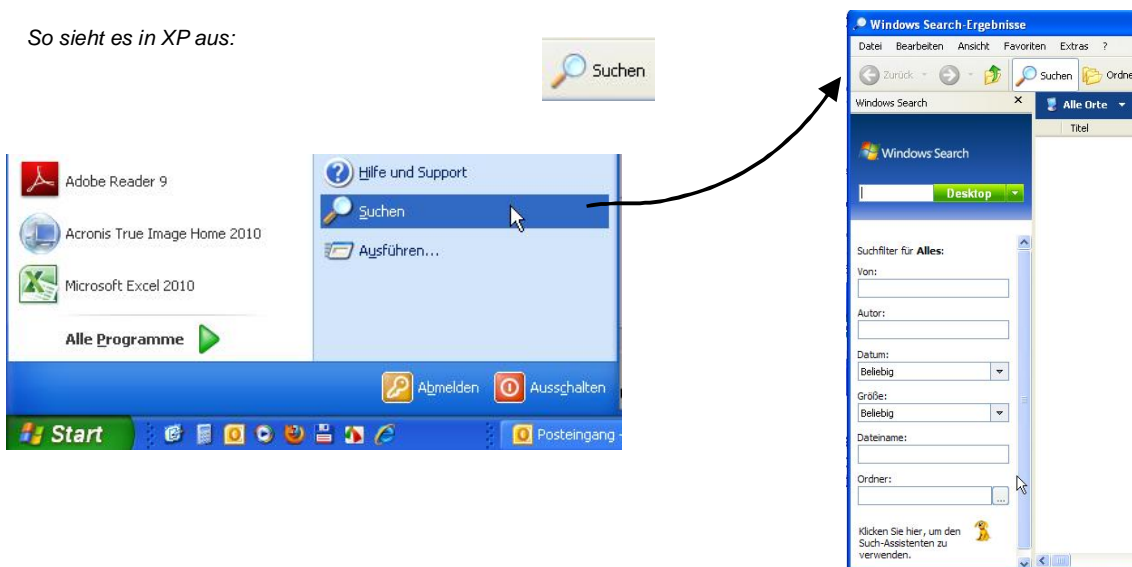 So sieht es in XP aus:
Suchen
Adobe Reader 9
Acronis True Image Home 2010
Microsoft Excel 2010
Alle Programme
Hilfe und Support
Suchen
Ausführen...
Abmelden
Ausschalten
Start
Posteingang -
Windows Search-Ergebnisse
Datei Bearbeiten Ansicht Favoriten Extras ?
Zurück Suchen Ordne
Windows Search
Alle Orte
Titel
Windows Search
Desktop
Suchfilter für Alles:
Von:
Autor:
Datum:
Beliebig
Größe:
Beliebig
Dateiname:
Ordner:
...
Klicken Sie hier, um den
Such-Assistenten zu
verwenden.